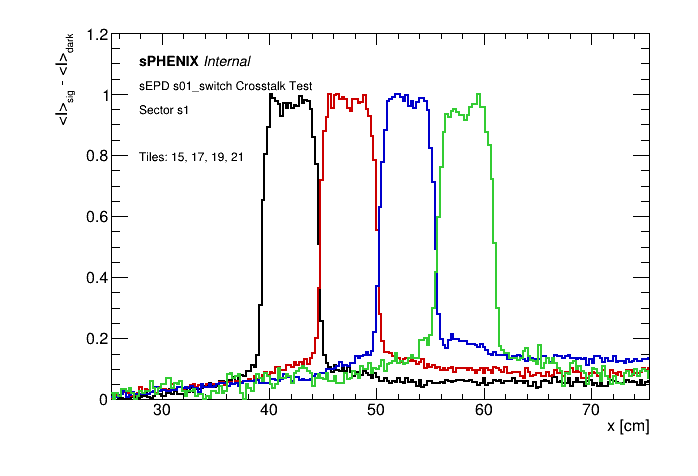 1.2
<I>sig - <I>dark
sPHENIX Internal
sEPD s01_switch Crosstalk Test
1
Sector s1
0.8
Tiles: 15, 17, 19, 21
0.6
0.4
0.2
0
30 40 50 60 70
x [cm]